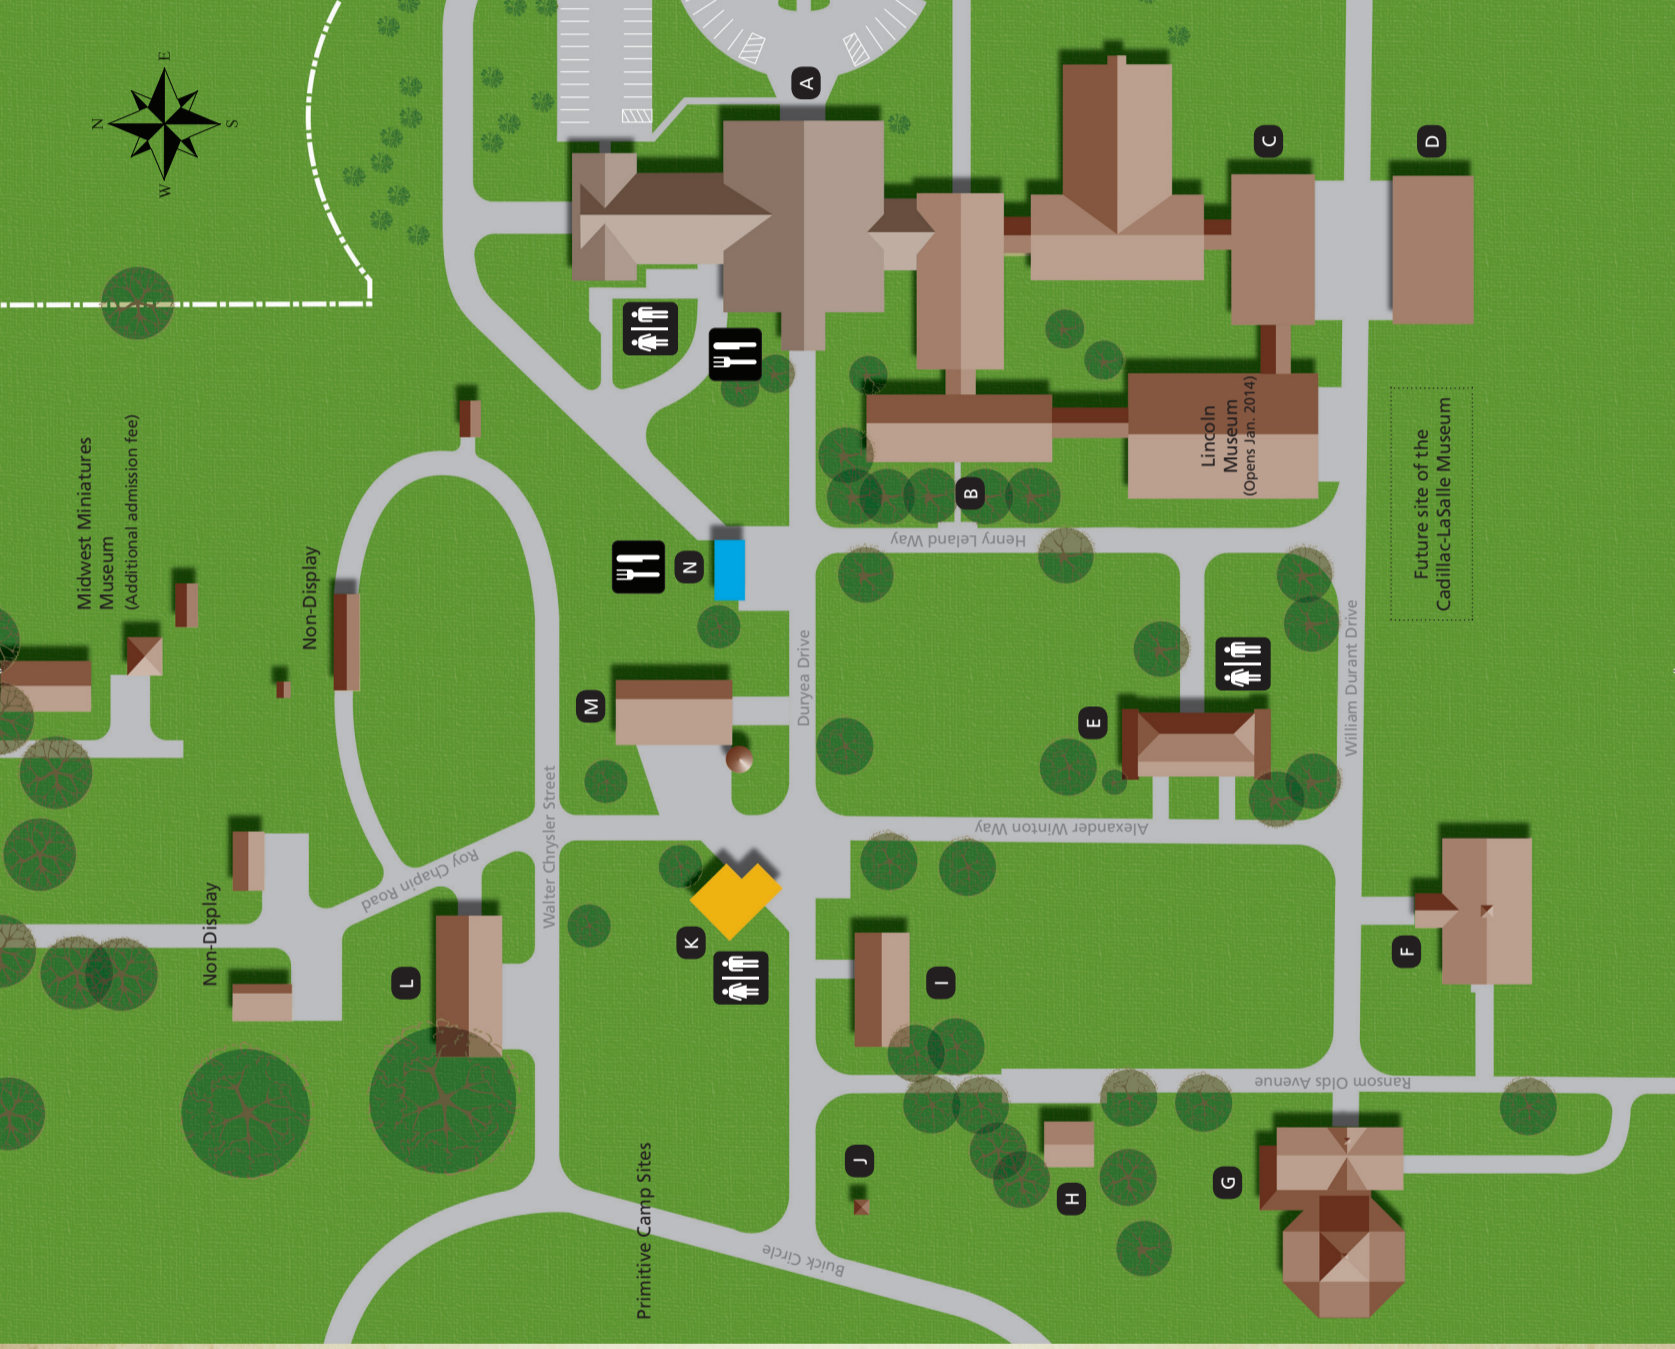 N
E
S
W
A
C
D
Midwest Miniatures
Museum
(Additional admission fee)
Non-Display
Lincoln
Museum
(Opens Jan. 2014)
Future site of the
Cadillac-LaSalle Museum
B
Henry Leland Way
N
M
Duryea Drive
E
William Durant Drive
Walter Chrysler Street
Alexander Winton Way
Roy Chapin Road
Non-Display
L
K
I
F
Ransom Olds Avenue
J
H
G
Primitive Camp Sites
Buick Circle